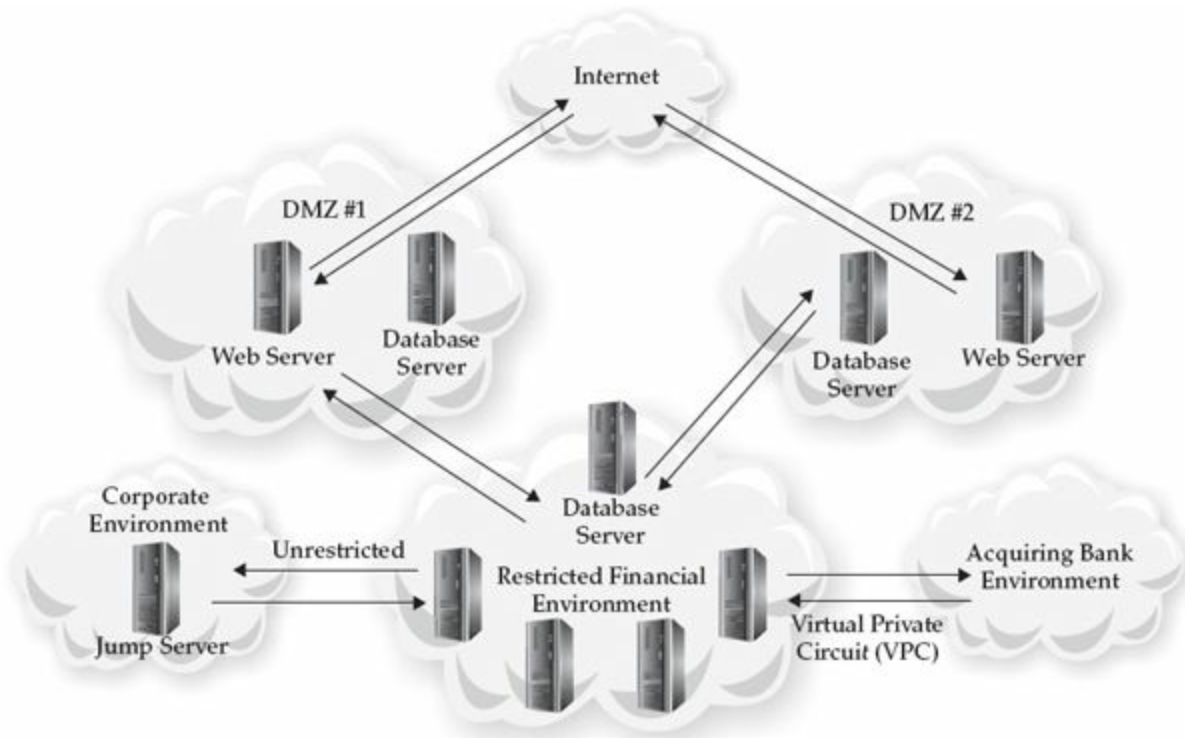 Internet
DMZ #1
DMZ #2
Web Server
Database
Server
Database
Server
Web Server
Database
Server
Corporate
Environment
Unrestricted
Jump Server
Restricted Financial
Environment
Acquiring Bank
Environment
Virtual Private
Circuit (VPC)